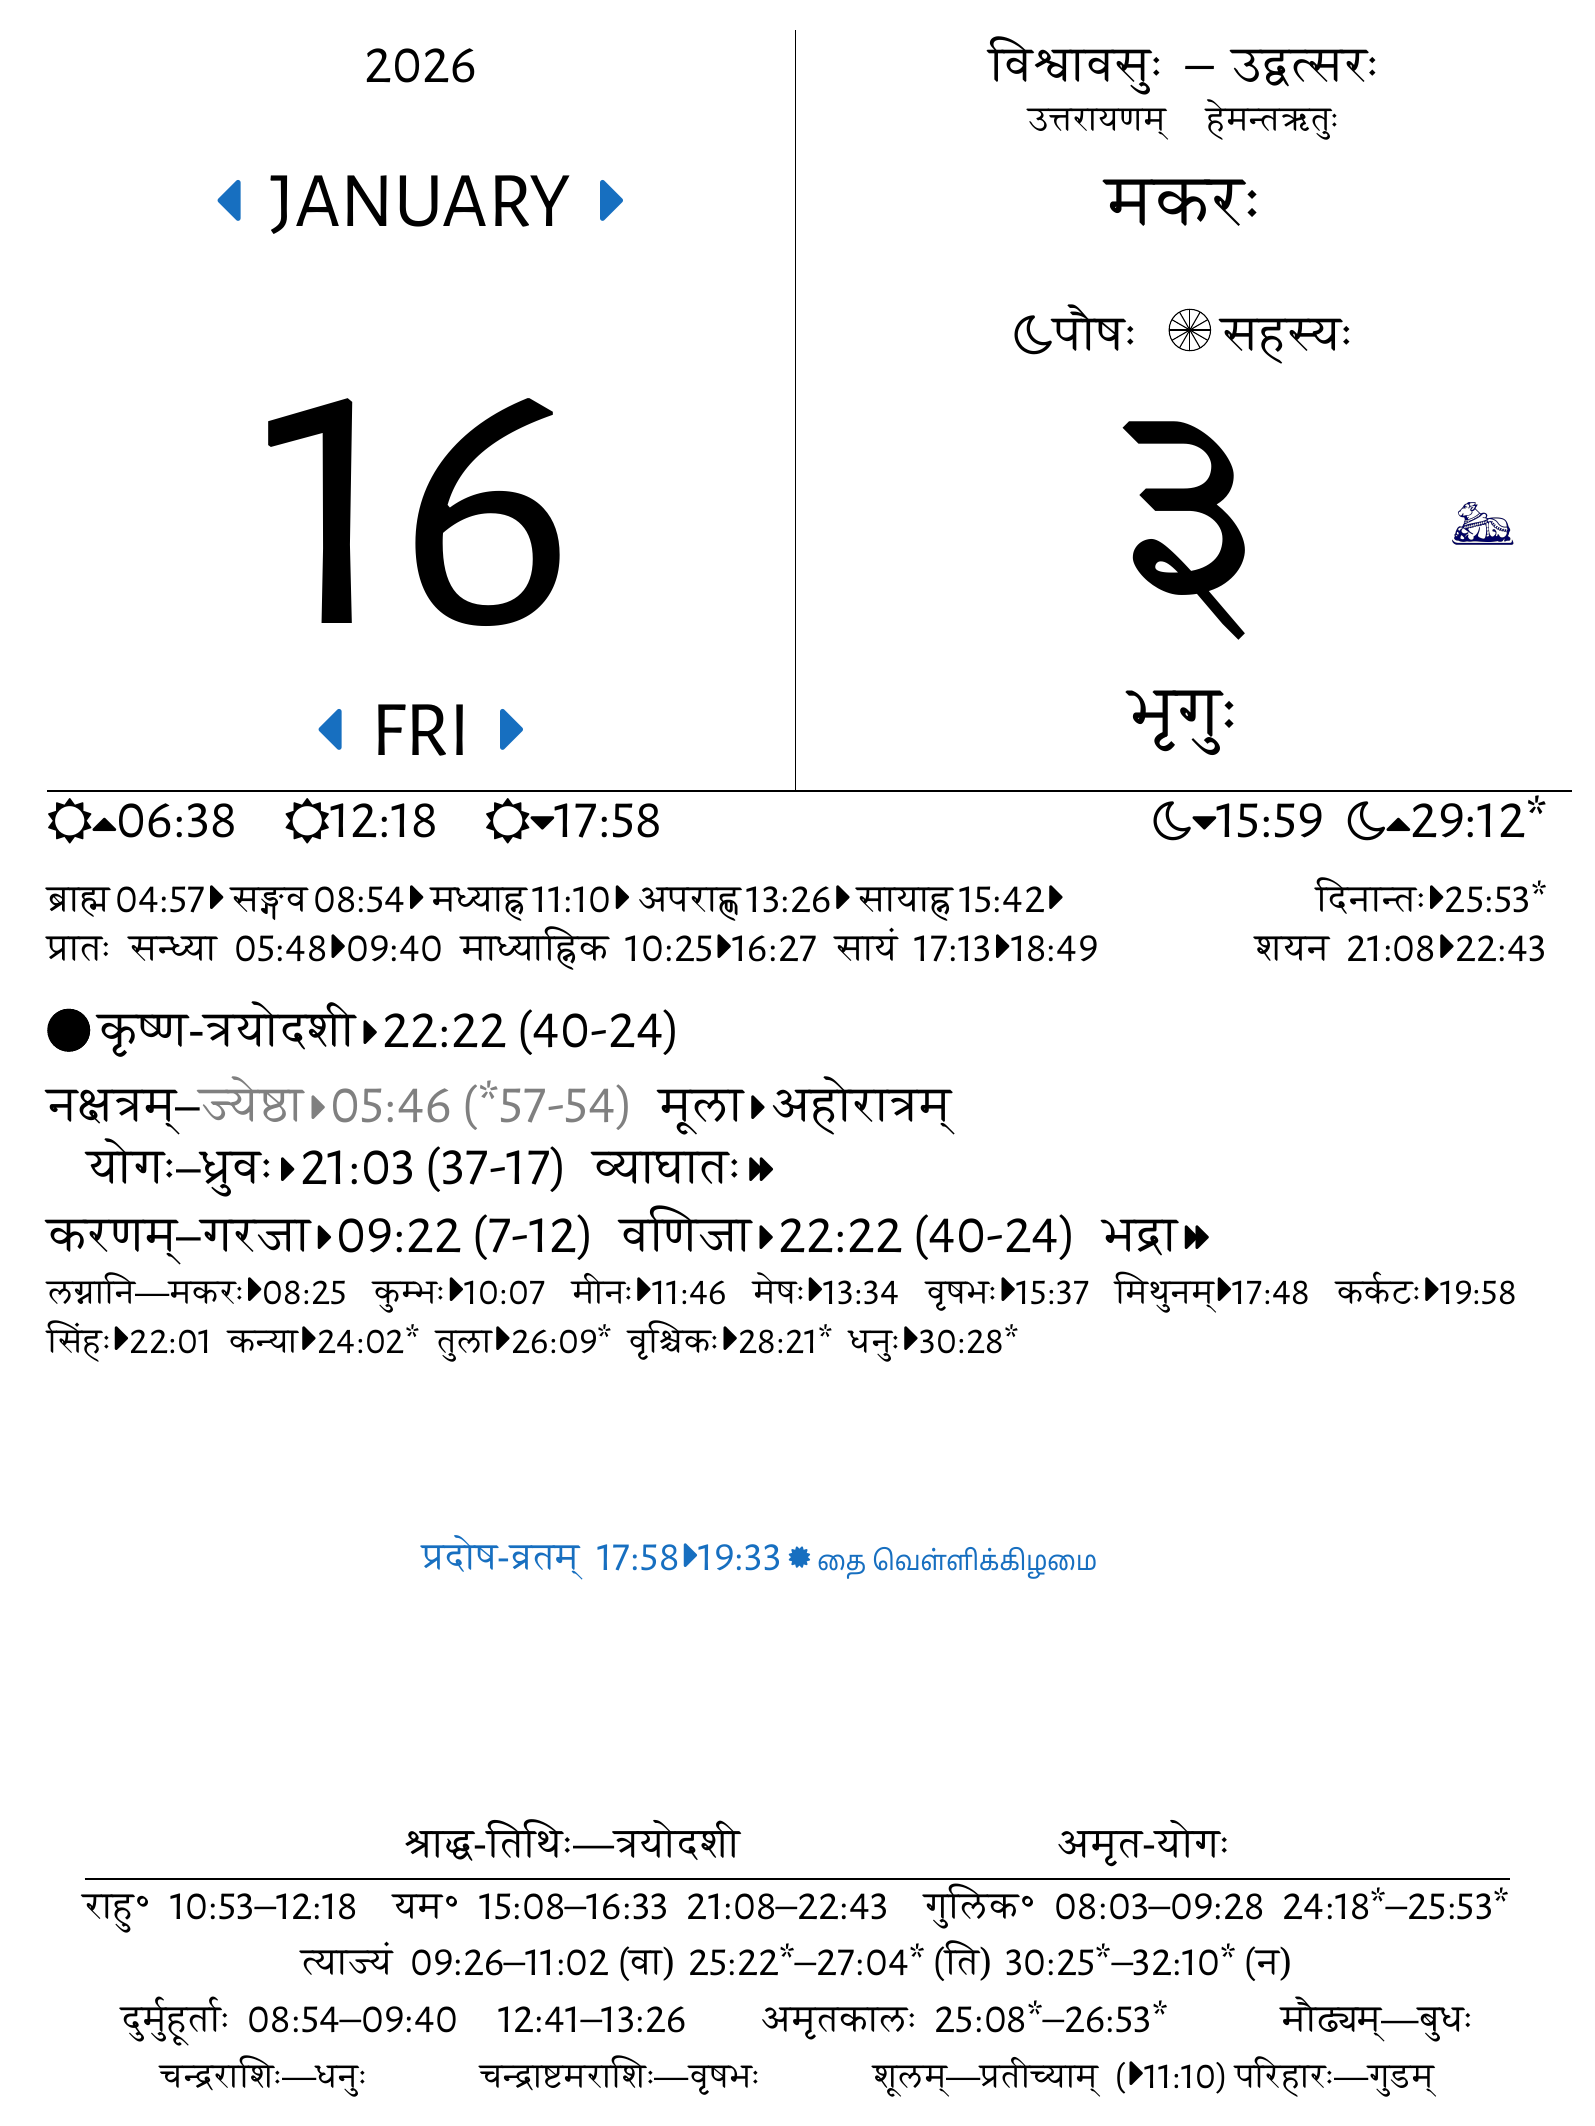 2026
JANUARY
16
FRI
विश्वावसुः – उद्वत्सरः
उत्तरायणम् हेमन्तऋतुः
मकरः
पौषः सहस्यः
३
भृगुः
06:38 12:18 17:58 15:59 29:12*
ब्राह्म 04:57 सङ्गव 08:54 मध्याह्न 11:10 अपराह्ण 13:26 सायाह्न 15:42 दिनान्तः 25:53*
प्रातः सन्ध्या 05:48 09:40 माध्याह्निक 10:25 16:27 सायं 17:13 18:49 शयन 21:08 22:43
कृष्ण-त्रयोदशी 22:22 (40-24)
नक्षत्रम्–ज्येष्ठा 05:46 (*57-54) मूला अहोरात्रम्
योगः–ध्रुवः 21:03 (37-17) व्याघातः
करणम्–गरजा 09:22 (7-12) वणिजा 22:22 (40-24) भद्रा
लग्नानि—मकरः 08:25 कुम्भः 10:07 मीनः 11:46 मेषः 13:34 वृषभः 15:37 मिथुनम् 17:48 कर्कटः 19:58
सिंहः 22:01 कन्या 24:02* तुला 26:09* वृश्चिकः 28:21* धनुः 30:28*
प्रदोष-व्रतम् 17:58 19:33 தை வெள்ளிக்கிழமை
श्राद्ध-तिथिः—त्रयोदशी अमृत-योगः
राहु॰ 10:53–12:18 यम॰ 15:08–16:33 21:08–22:43 गुलिक॰ 08:03–09:28 24:18*–25:53*
त्याज्यं 09:26–11:02 (वा) 25:22*–27:04* (ति) 30:25*–32:10* (न)
दुर्मुहूर्ताः 08:54–09:40 12:41–13:26 अमृतकालः 25:08*–26:53* मौढ्यम्—बुधः
चन्द्रराशिः—धनुः चन्द्राष्टमराशिः—वृषभः शूलम्—प्रतीच्याम् (11:10) परिहारः—गुडम्